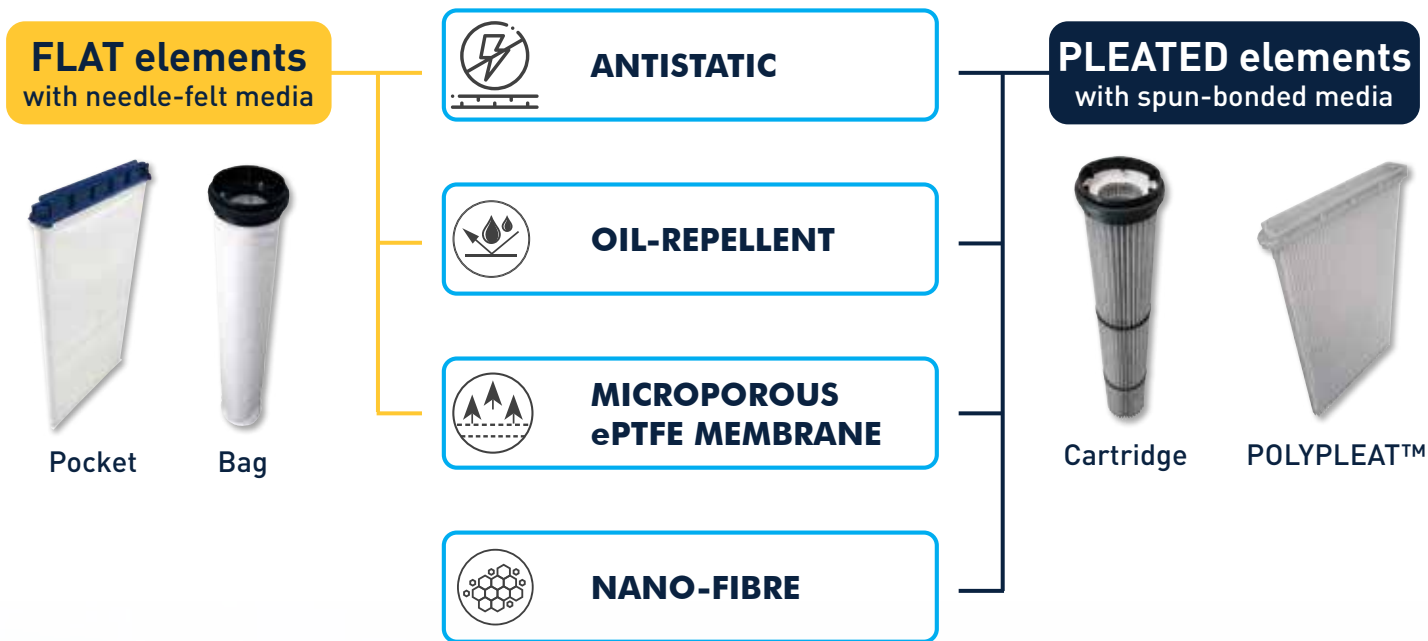 FLAT elements
with needle-felt media
Pocket
Bag
ANTISTATIC
OIL-REPELLENT
MICROPOROUS
ePTFE MEMBRANE
NANO-FIBRE
PLEATED elements
with spun-bonded media
Cartridge
POLYPLEAT™